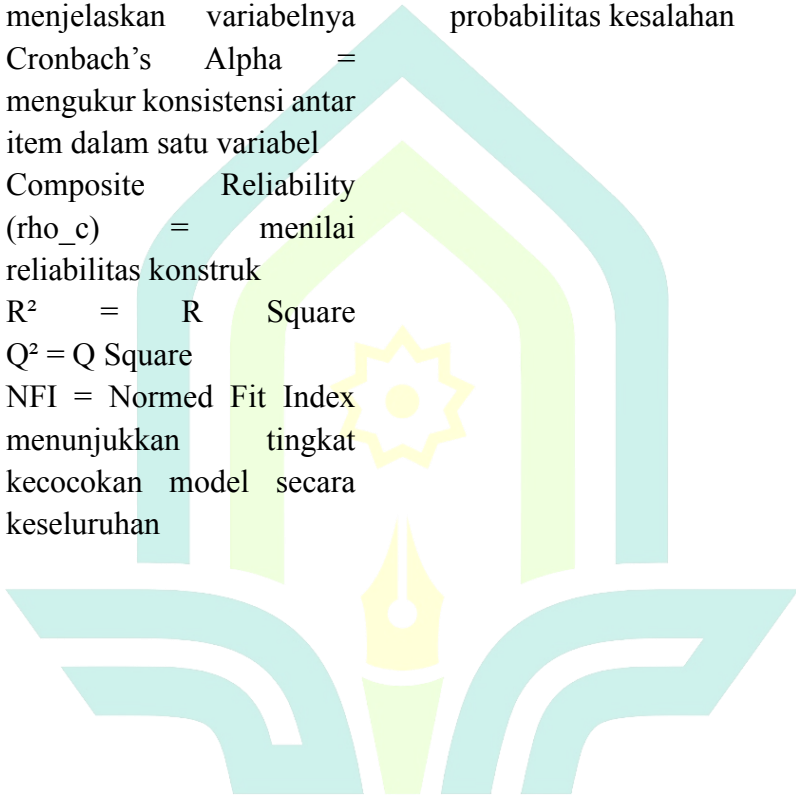 menjelaskan variabelnya
Cronbach’s Alpha =
mengukur konsistensi antar
item dalam satu variabel
Composite Reliability
(rho_c) = menilai
reliabilitas konstruk
R² = R Square
Q² = Q Square
NFI = Normed Fit Index
menunjukkan tingkat
kecocokan model secara
keseluruhan
probabilitas kesalahan